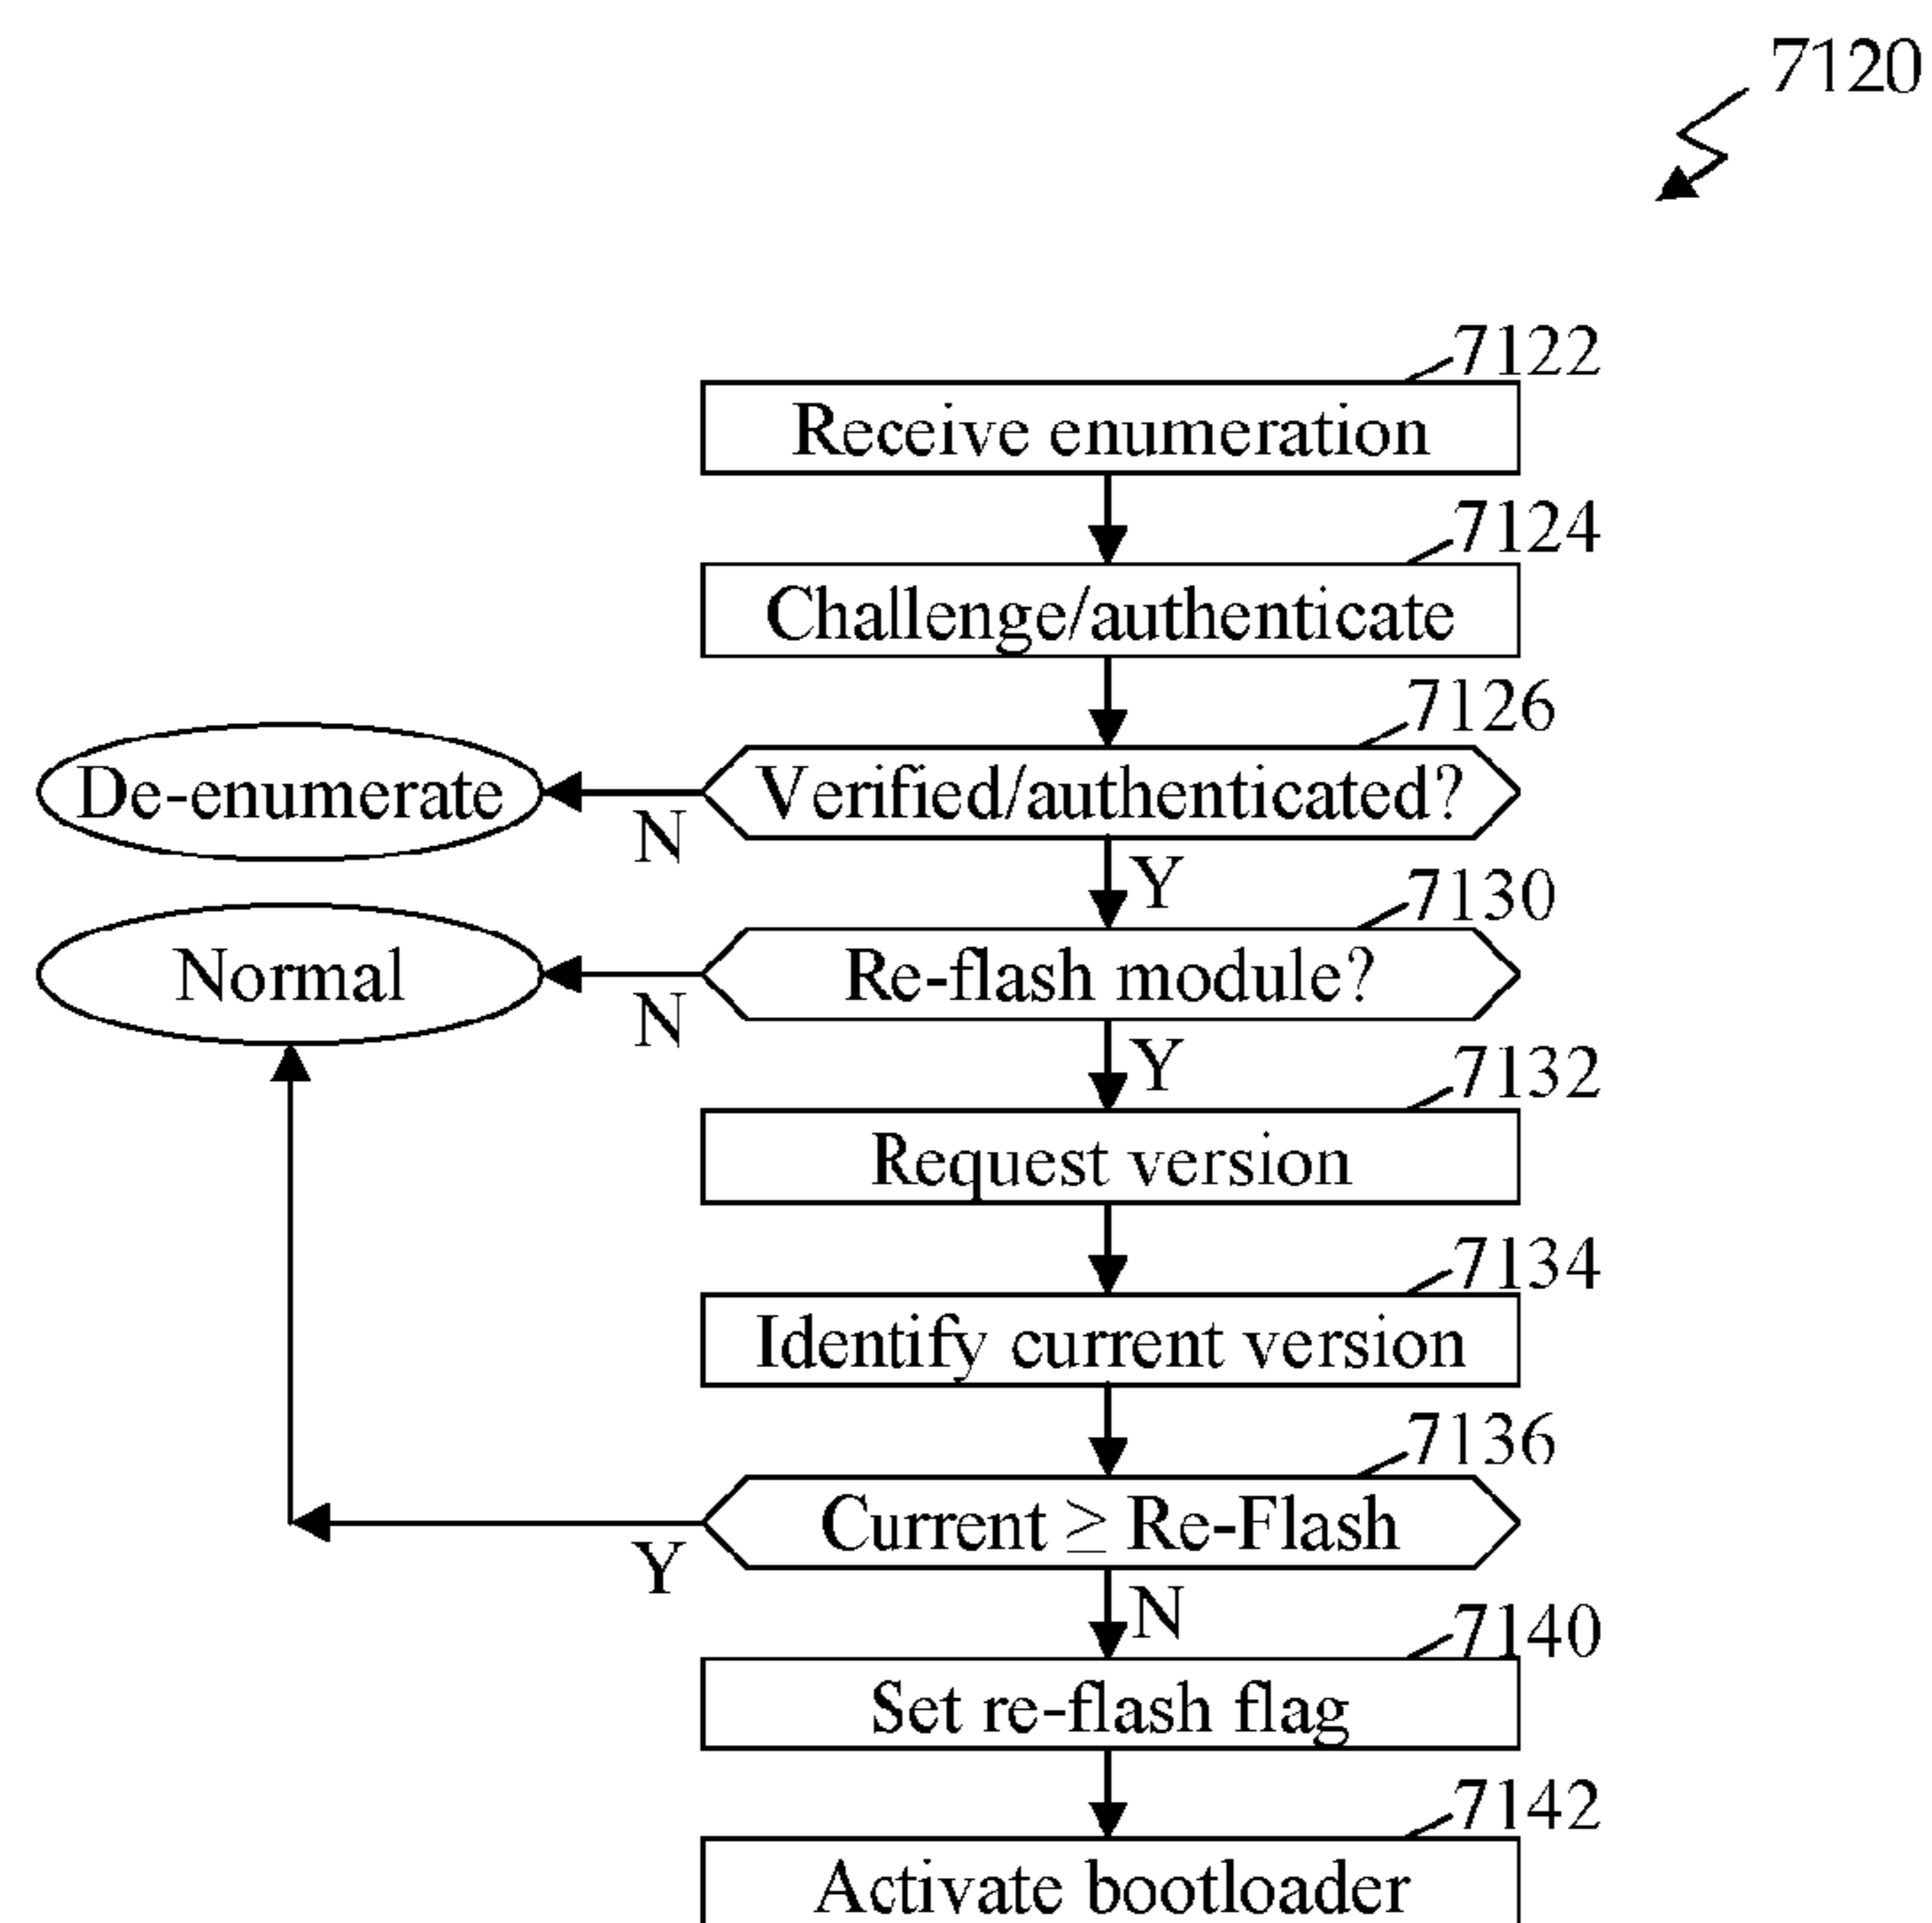 7120
7122
Receive enumeration
7124
Challenge/authenticate
7126
De-enumerate
Verified/authenticated?
N
Y
7130
Normal
Re-flash module?
N
Y
7132
Request version
7134
Identify current version
7136
Current ≥ Re-Flash
Y
N
7140
Set re-flash flag
7142
Activate bootloader